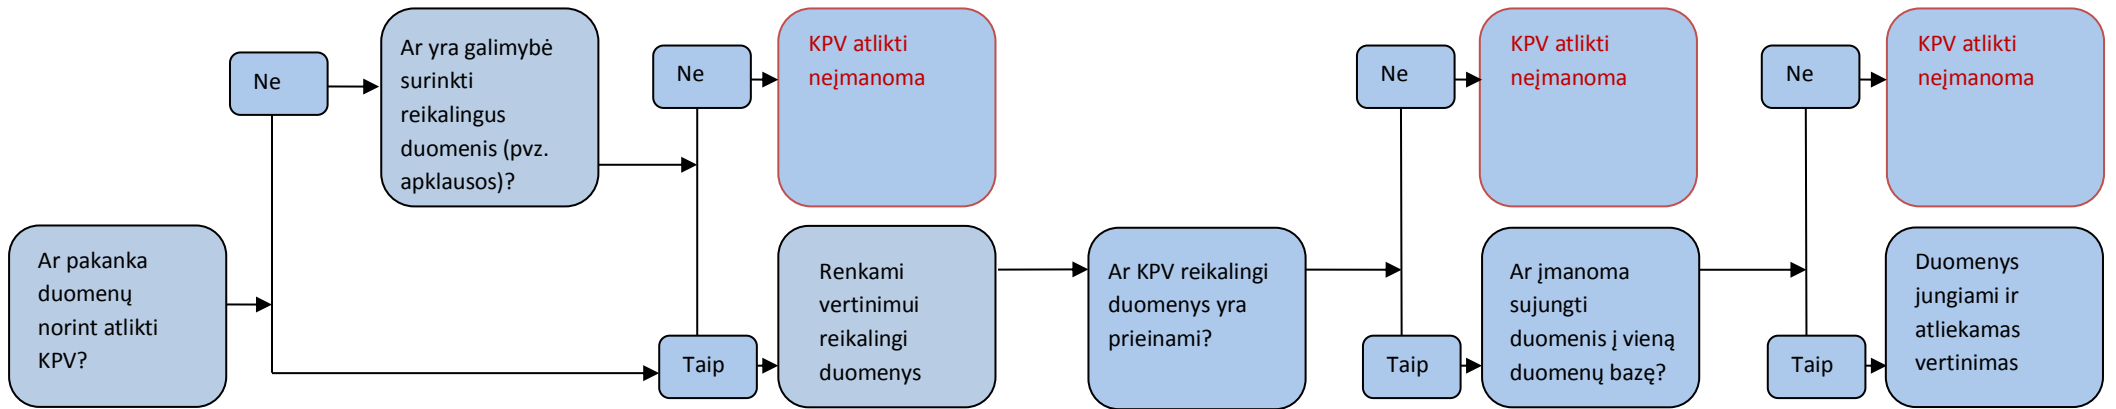 Ar pakanka
duomenų
norint atlikti
KPV?
Ne
Ar yra galimybė
surinkti
reikalingus
duomenis (pvz.
apklausos)?
Ne
KPV atlikti
neįmanoma
Taip
Renkami
vertinimui
reikalingi
duomenys
Ar KPV reikalingi
duomenys yra
prieinami?
Ne
KPV atlikti
neįmanoma
Taip
Ar įmanoma
sujungti
duomenis į vieną
duomenų bazę?
Ne
KPV atlikti
neįmanoma
Taip
Duomenys
jungiami ir
atliekamas
vertinimas